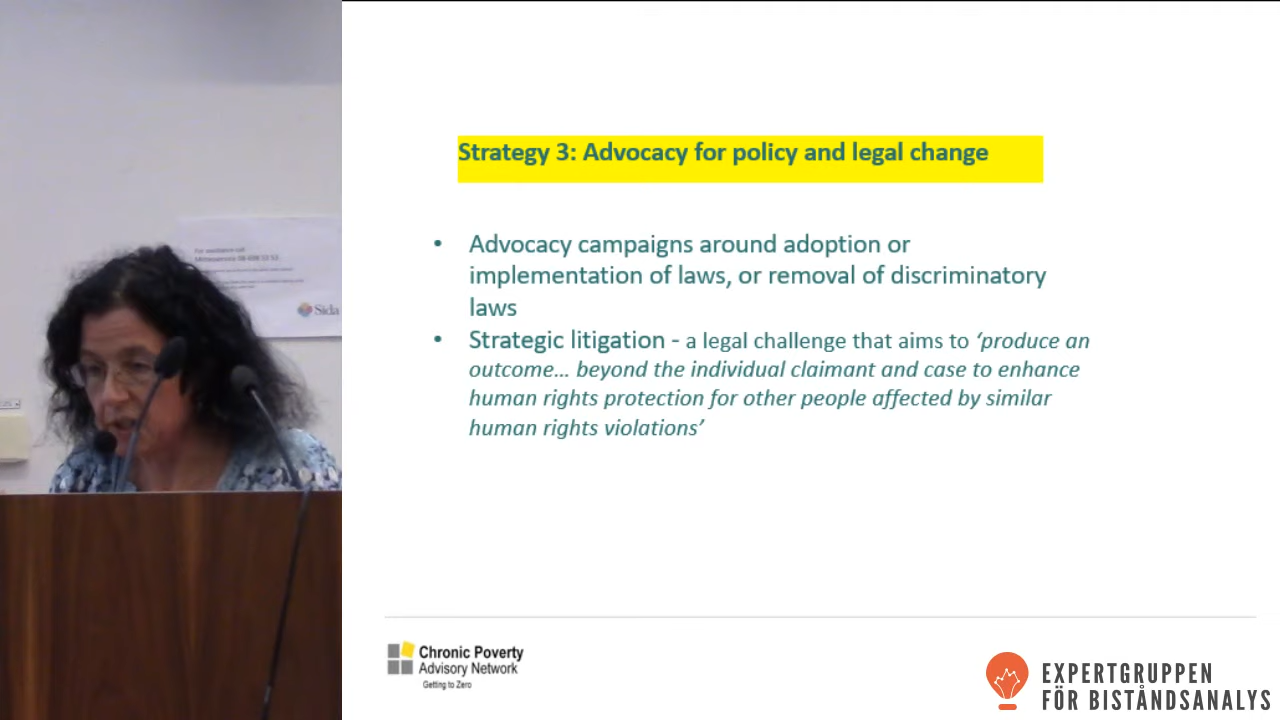 Strategy 3: Advocacy for policy and legal change
• Advocacy campaigns around adoption or
implementation of laws, or removal of discriminatory
laws
• Strategic litigation - a legal challenge that aims to ‘produce an
outcome... beyond the individual claimant and case to enhance
human rights protection for other people affected by similar
human rights violations’
Sida
Chronic Poverty
Advisory Network
Getting to Zero
EXPERTGRUPPEN
FÖR BISTÅNDSANALYS